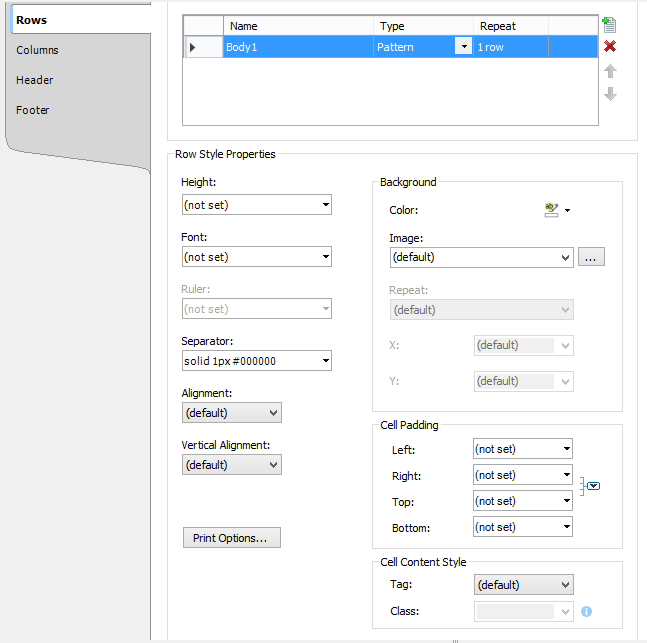 Rows
Columns
Header
Footer
Name Type Repeat
Body1 Pattern 1 row
Row Style Properties
Height:
(not set)
Font:
(not set)
Ruler:
(not set)
Separator:
solid 1px #000000
Alignment:
(default)
Vertical Alignment:
(default)
Print Options...
Background
Color:
Image:
(default) ...
Repeat:
(default)
X: (default)
Y: (default)
Cell Padding
Left: (not set)
Right: (not set)
Top: (not set)
Bottom: (not set)
Cell Content Style
Tag: (default)
Class: